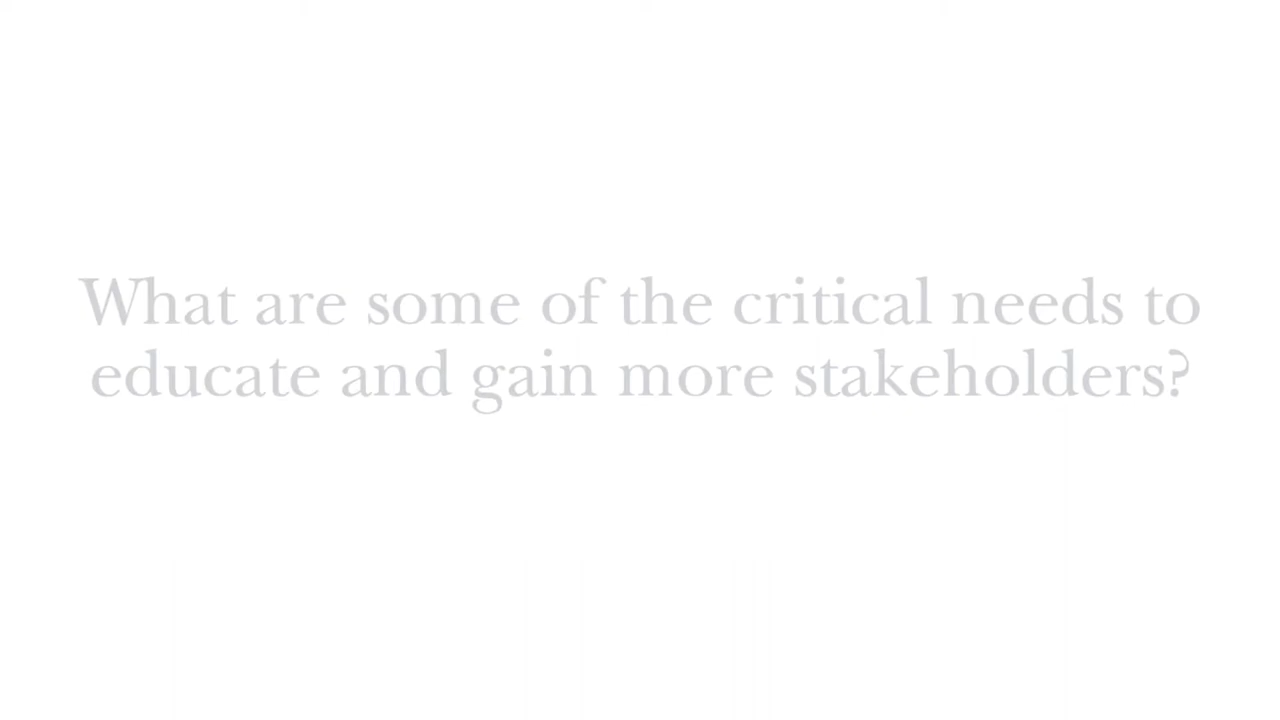 What are some of the critical needs to
educate and gain more stakeholders?